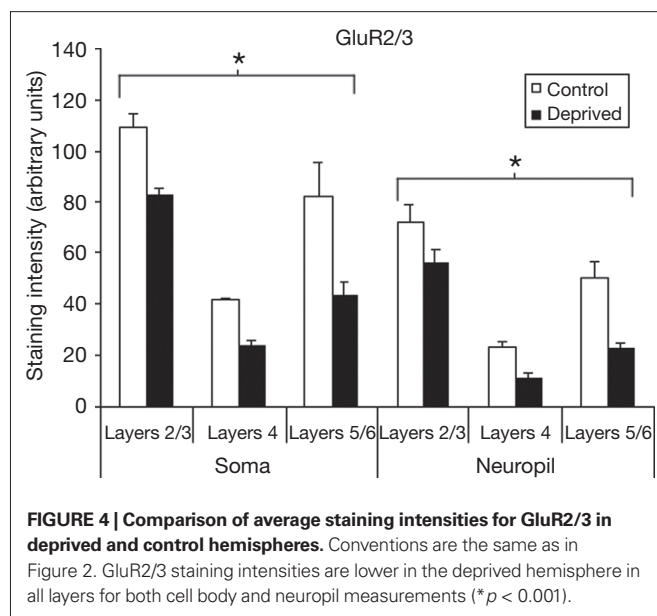 GluR2/3
*
*
Control
Deprived
Staining intensity (arbitrary units)
140
120
100
80
60
40
20
0
Layers 2/3 Layers 4 Layers 5/6 Layers 2/3 Layers 4 Layers 5/6
Soma Neuropil
FIGURE 4 | Comparison of average staining intensities for GluR2/3 in
deprived and control hemispheres. Conventions are the same as in
Figure 2. GluR2/3 staining intensities are lower in the deprived hemisphere in
all layers for both cell body and neuropil measurements (*p < 0.001).